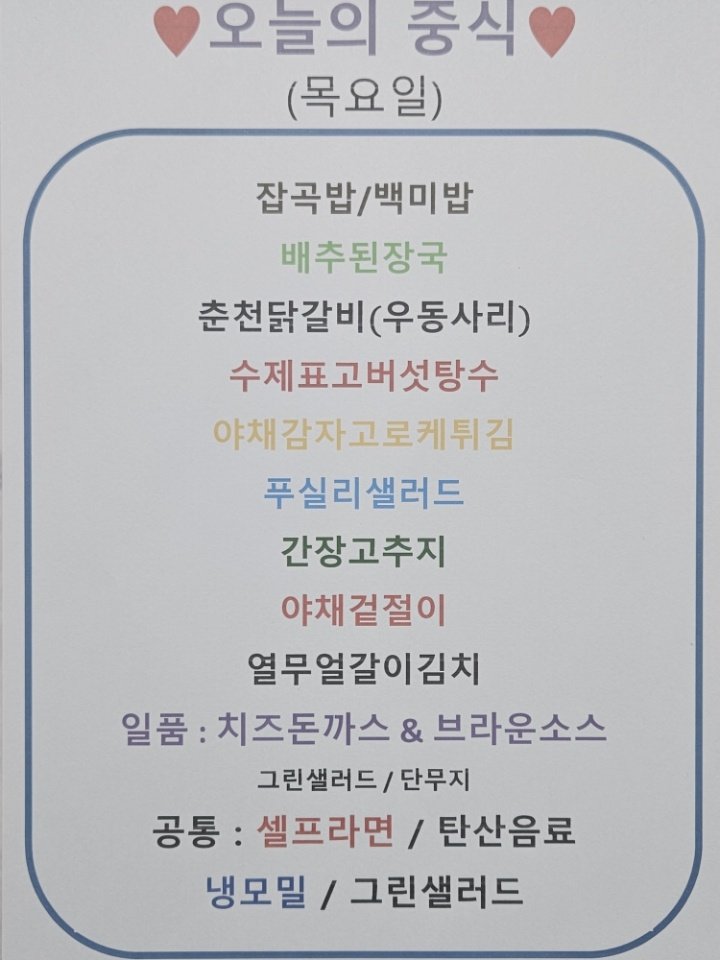 ♥오늘의 중식♥
(목요일)
잡곡밥/백미밥
배추된장국
춘천닭갈비(우동사리)
수제표고버섯탕수
야채감자고로케튀김
푸실리샐러드
간장고추지
야채겉절이
열무얼갈이김치
일품 : 치즈돈까스 & 브라운소스
그린샐러드 / 단무지
공통 : 셀프라면 / 탄산음료
냉모밀 / 그린샐러드